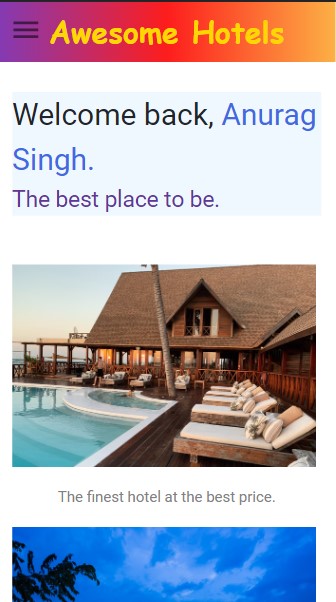 Awesome Hotels
Welcome back, Anurag
Singh.
The best place to be.
The finest hotel at the best price.